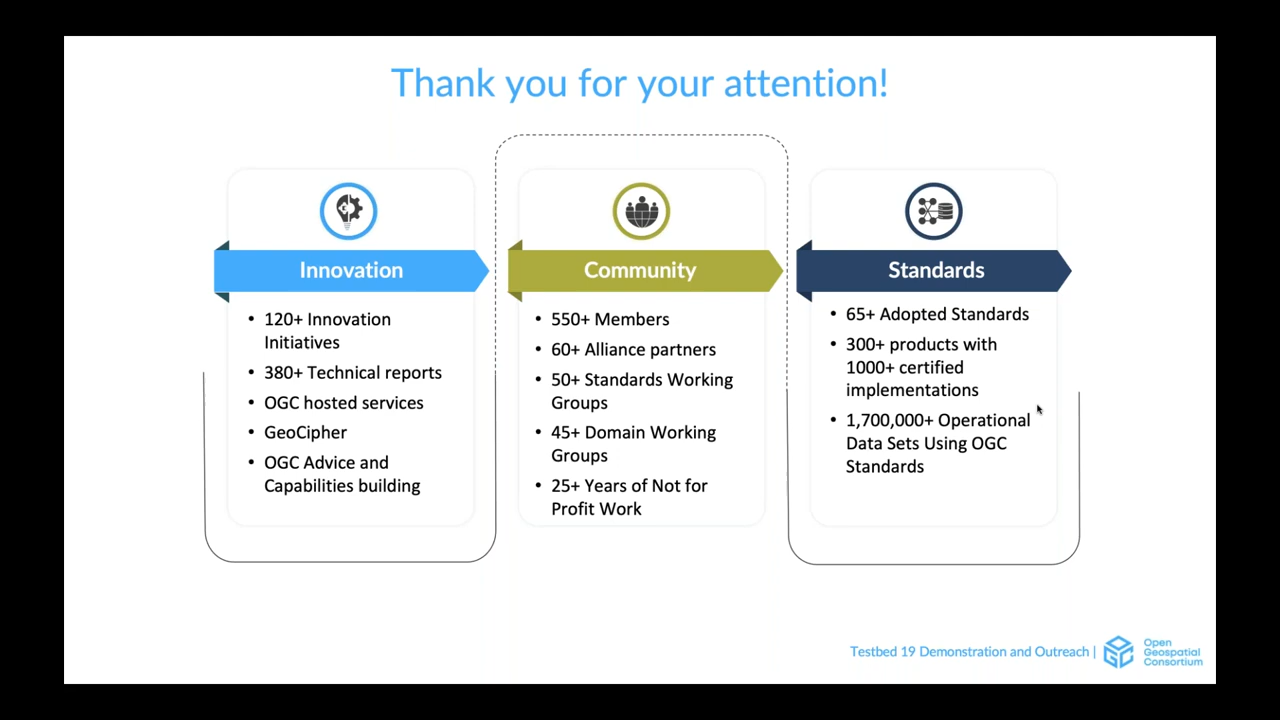 Thank you for your attention!
Innovation
• 120+ Innovation
Initiatives
• 380+ Technical reports
• OGC hosted services
• GeoCipher
• OGC Advice and
Capabilities building
Community
• 550+ Members
• 60+ Alliance partners
• 50+ Standards Working
Groups
• 45+ Domain Working
Groups
• 25+ Years of Not for
Profit Work
Standards
• 65+ Adopted Standards
• 300+ products with
1000+ certified
implementations
• 1,700,000+ Operational
Data Sets Using OGC
Standards
Testbed 19 Demonstration and Outreach |
Open
Geospatial
Consortium